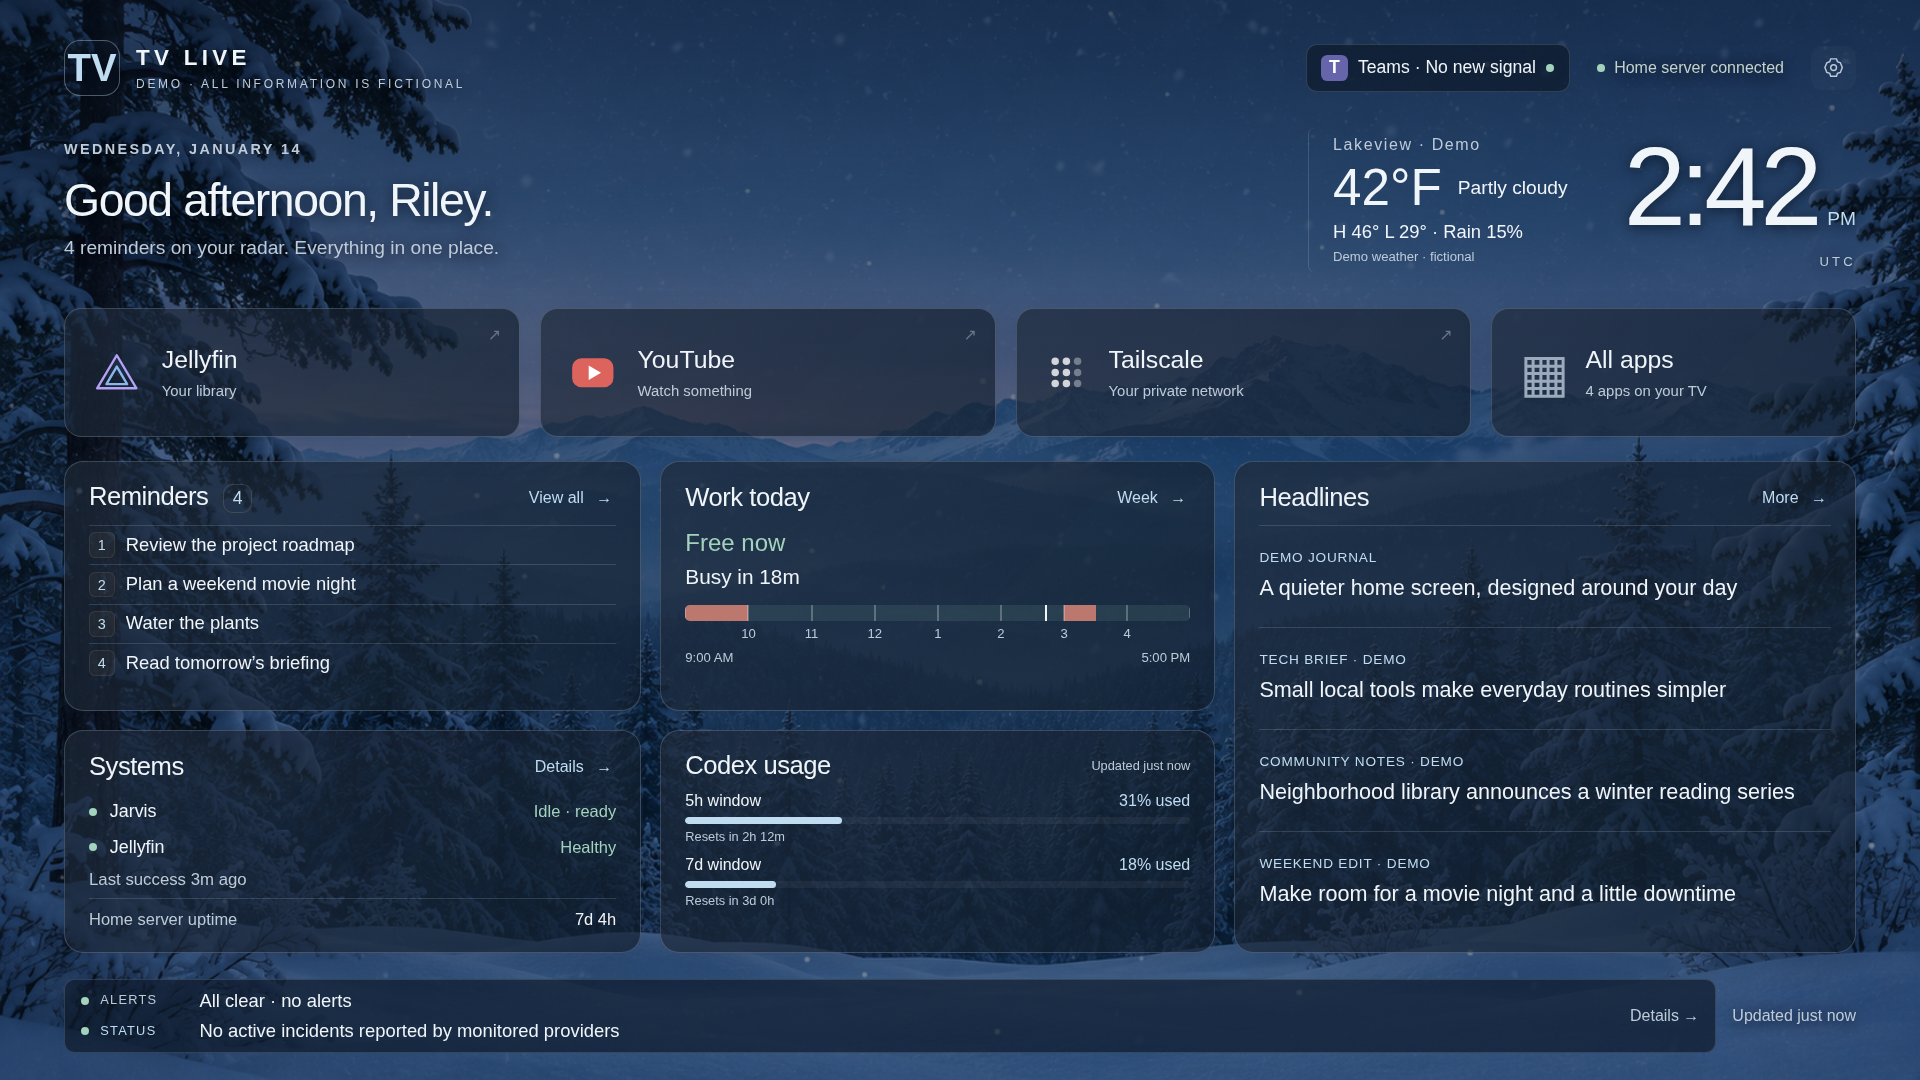 TV
TV LIVE
DEMO · ALL INFORMATION IS FICTIONAL
T
Teams · No new signal
Home server connected
WEDNESDAY, JANUARY 14
Good afternoon, Riley.
4 reminders on your radar. Everything in one place.
Lakeview · Demo
42°F Partly cloudy
H 46° L 29° · Rain 15%
Demo weather · fictional
2:42 PM
UTC
Jellyfin ↗
Your library
YouTube ↗
Watch something
Tailscale ↗
Your private network
All apps
4 apps on your TV
Reminders 4 View all →
1 Review the project roadmap
2 Plan a weekend movie night
3 Water the plants
4 Read tomorrow’s briefing
Work today Week →
Free now
Busy in 18m
10 11 12 1 2 3 4
9:00 AM 5:00 PM
Headlines More →
DEMO JOURNAL
A quieter home screen, designed around your day
TECH BRIEF · DEMO
Small local tools make everyday routines simpler
COMMUNITY NOTES · DEMO
Neighborhood library announces a winter reading series
WEEKEND EDIT · DEMO
Make room for a movie night and a little downtime
Systems Details →
Jarvis Idle · ready
Jellyfin Healthy
Last success 3m ago
Home server uptime 7d 4h
Codex usage Updated just now
5h window 31% used
Resets in 2h 12m
7d window 18% used
Resets in 3d 0h
ALERTS All clear · no alerts
STATUS No active incidents reported by monitored providers
Details →
Updated just now